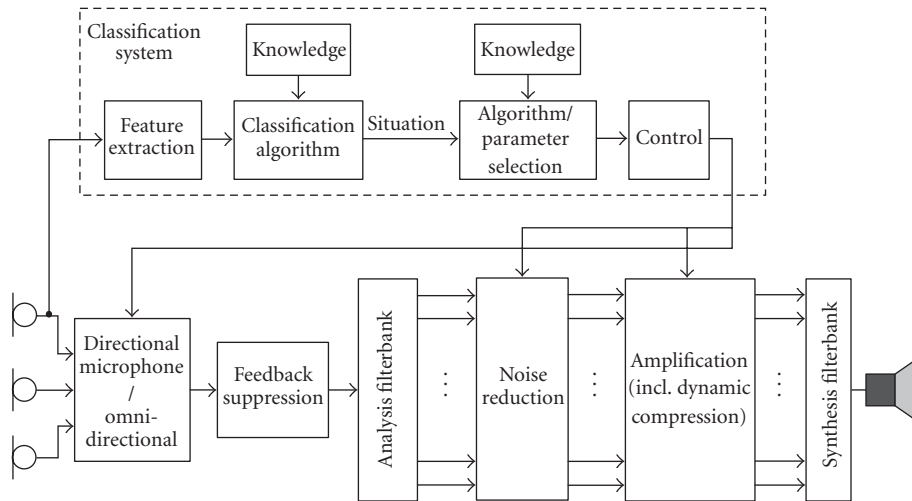 Classification
system
Knowledge
Knowledge
Feature
extraction
Classification
algorithm
Situation
Algorithm/
parameter
selection
Control
Directional
microphone
/
omni-
directional
Feedback
suppression
Analysis filterbank
Noise
reduction
Amplification
(incl. dynamic
compression)
Synthesis filterbank